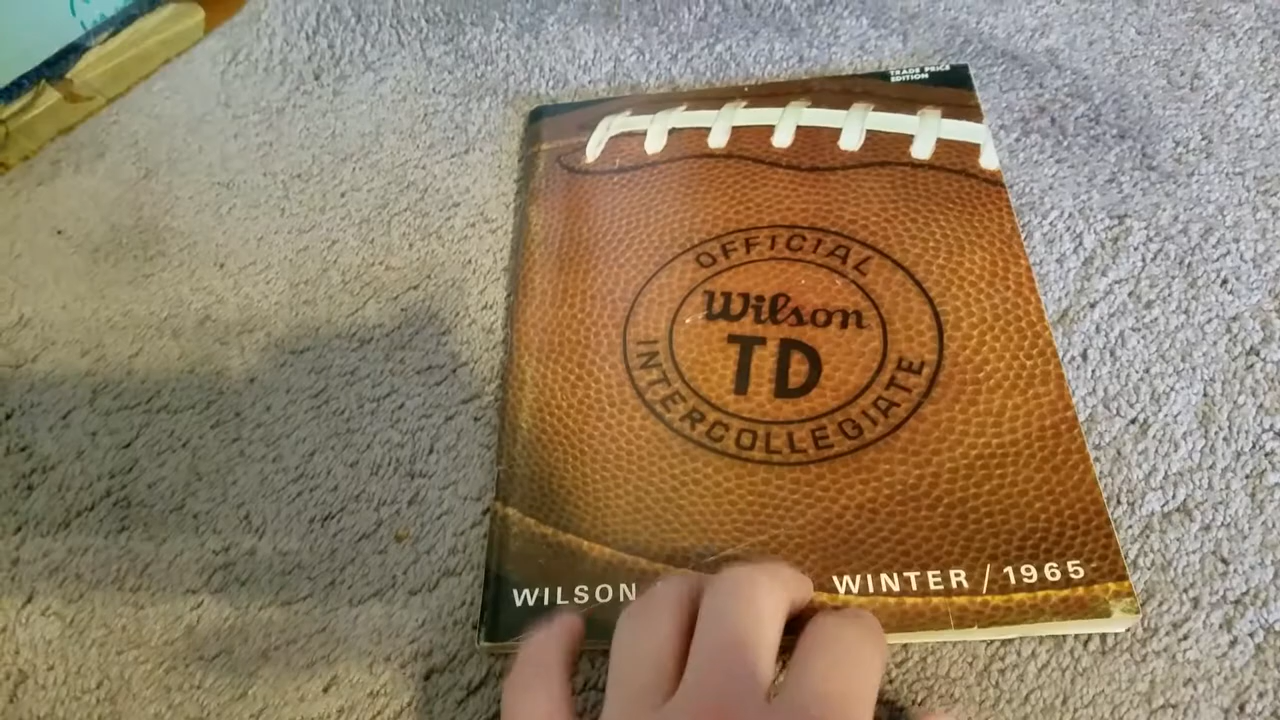 TRADE PRICE
EDITION
OFFICIAL
Wilson
TD
INTERCOLLEGIATE
WILSON WINTER / 1965